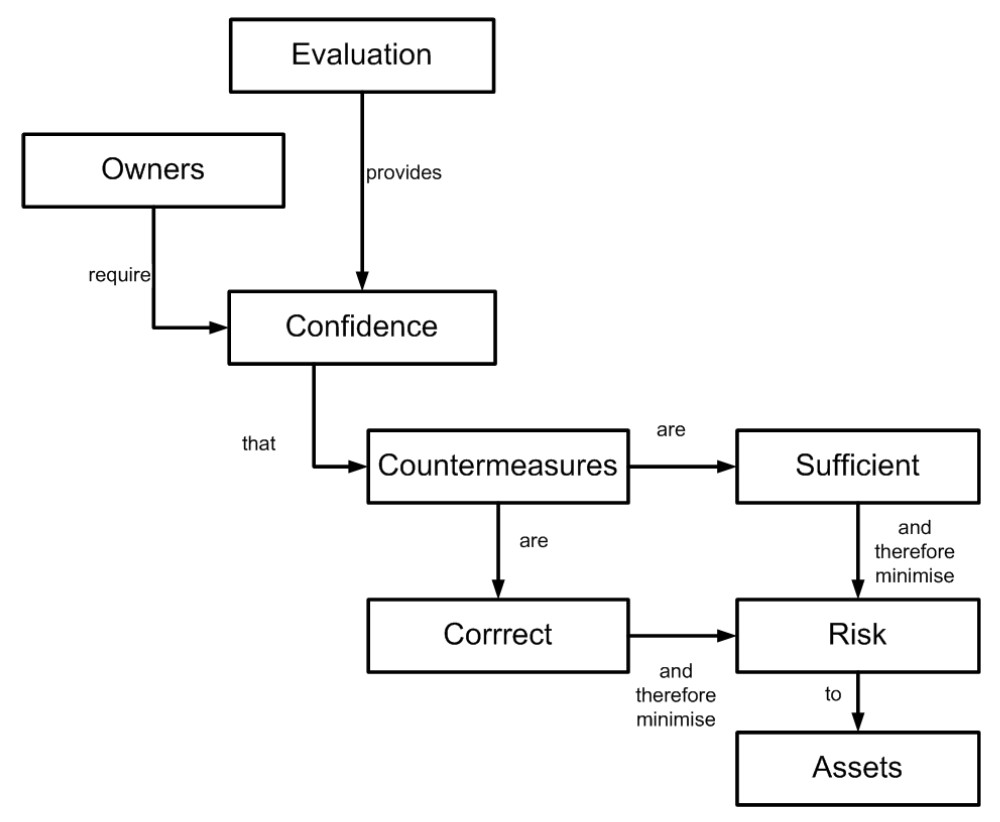 Evaluation
Owners
provides
require
Confidence
that
Countermeasures
are
Sufficient
are
and
therefore
minimise
Corrrect
and
therefore
minimise
Risk
to
Assets